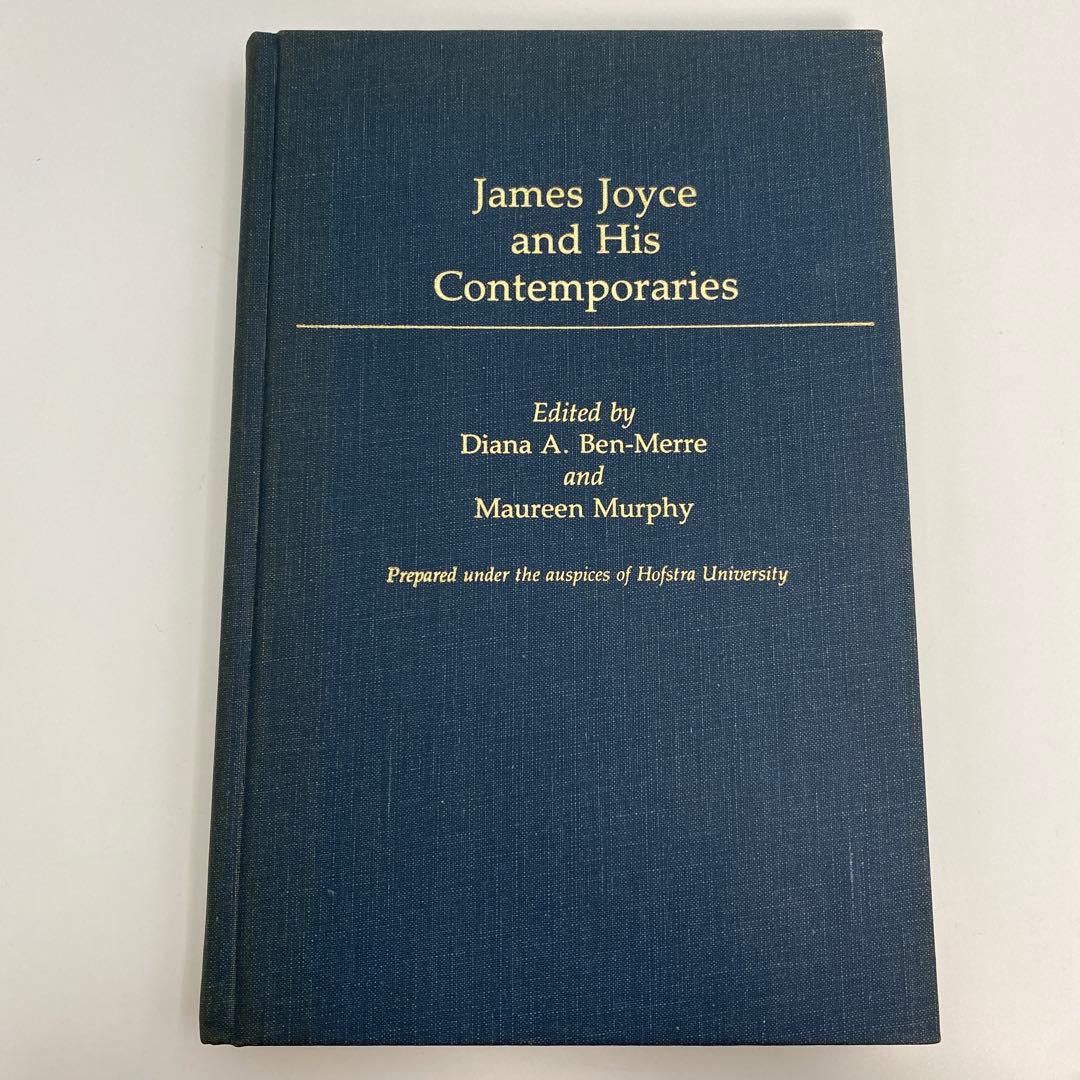 James Joyce
and His
Contemporaries
Edited by
Diana A. Ben-Merre
and
Maureen Murphy
Prepared under the auspices of Hofstra University